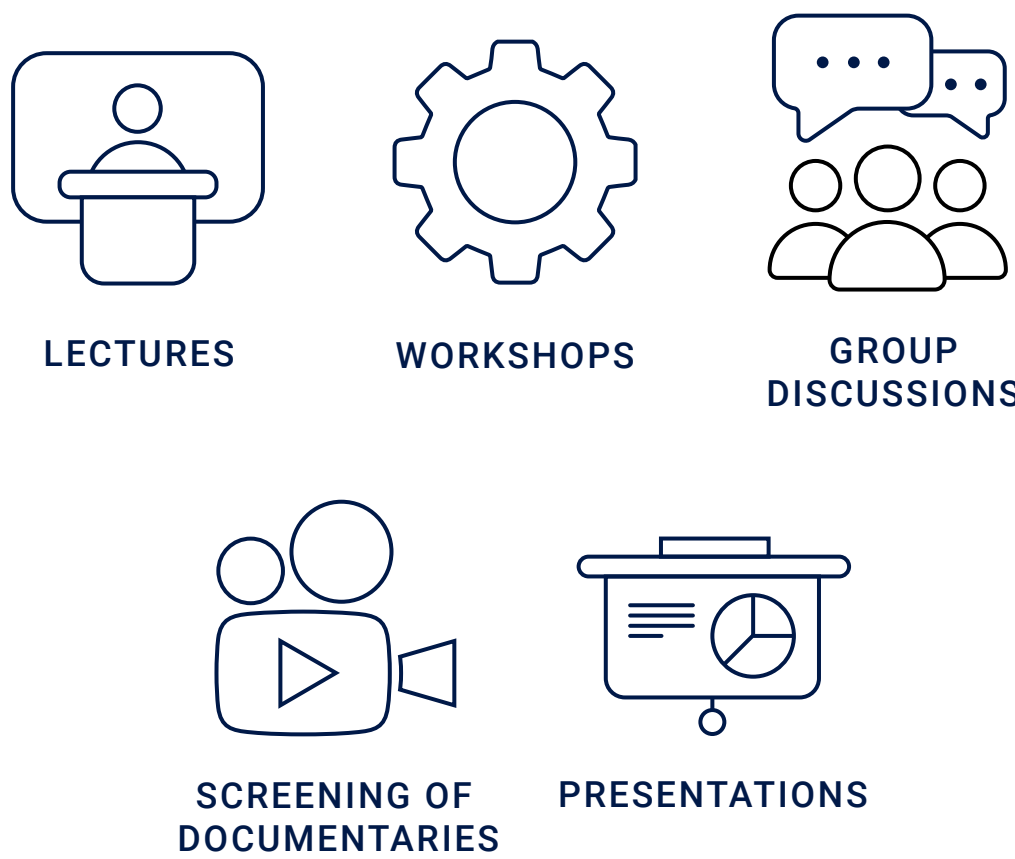 LECTURES
WORKSHOPS
GROUP
DISCUSSIONS
SCREENING OF
DOCUMENTARIES
PRESENTATIONS